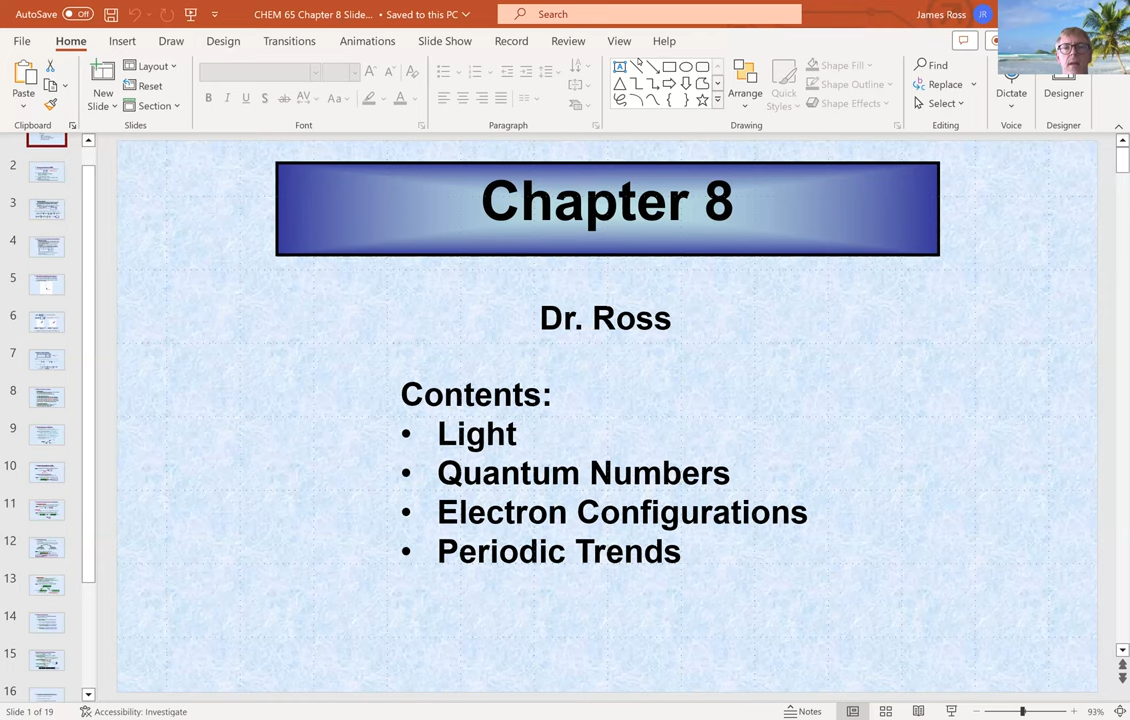 AutoSave Off CHEM 65 Chapter 8 Slide... • Saved to this PC Search James Ross JR
File Home Insert Draw Design Transitions Animations Slide Show Record Review View Help
Paste New Slide Layout Reset Section B I U S ab AV Aa A Arrange Quick Styles Shape Fill Shape Outline Shape Effects Find Replace Select Dictate Designer
Clipboard Slides Font Paragraph Drawing Editing Voice Designer
Chapter 8
Dr. Ross
Contents:
• Light
• Quantum Numbers
• Electron Configurations
• Periodic Trends
2
3
4
5
6
7
8
9
10
11
12
13
14
15
16
Slide 1 of 19 Accessibility: Investigate Notes 93%